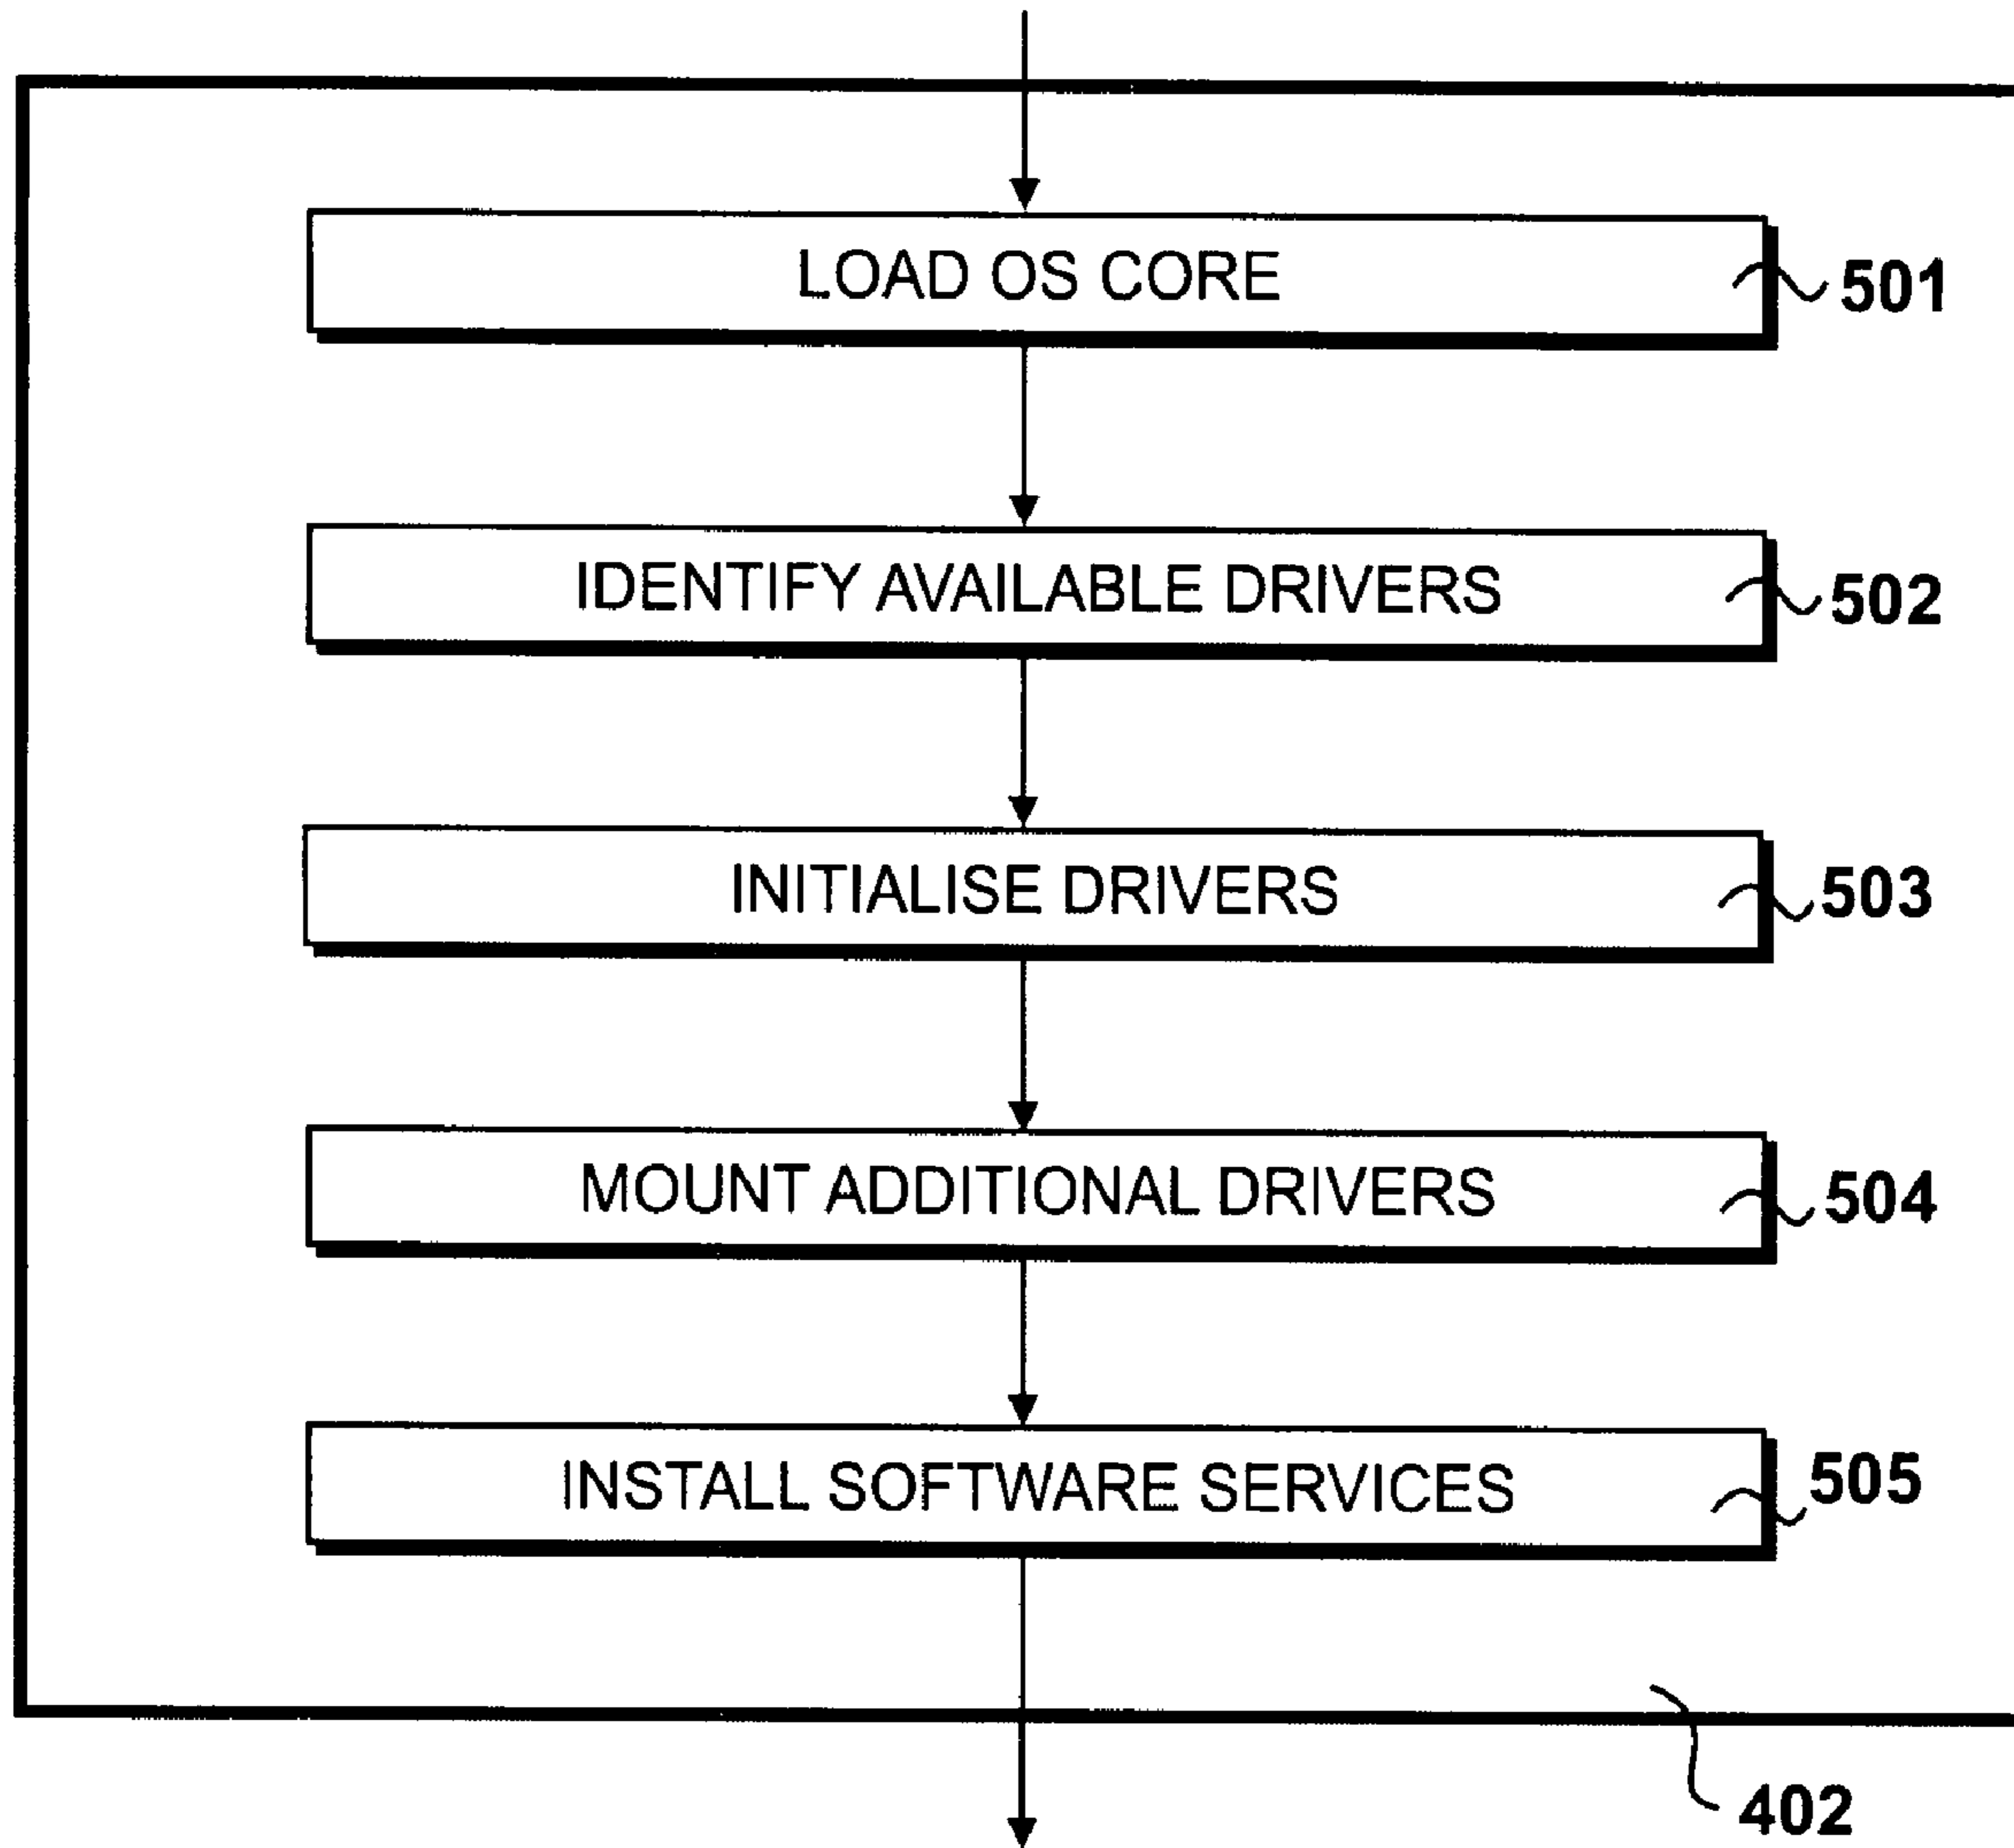 LOAD OS CORE
501
IDENTIFY AVAILABLE DRIVERS
502
INITIALISE DRIVERS
503
MOUNT ADDITIONAL DRIVERS
504
INSTALL SOFTWARE SERVICES
505
402